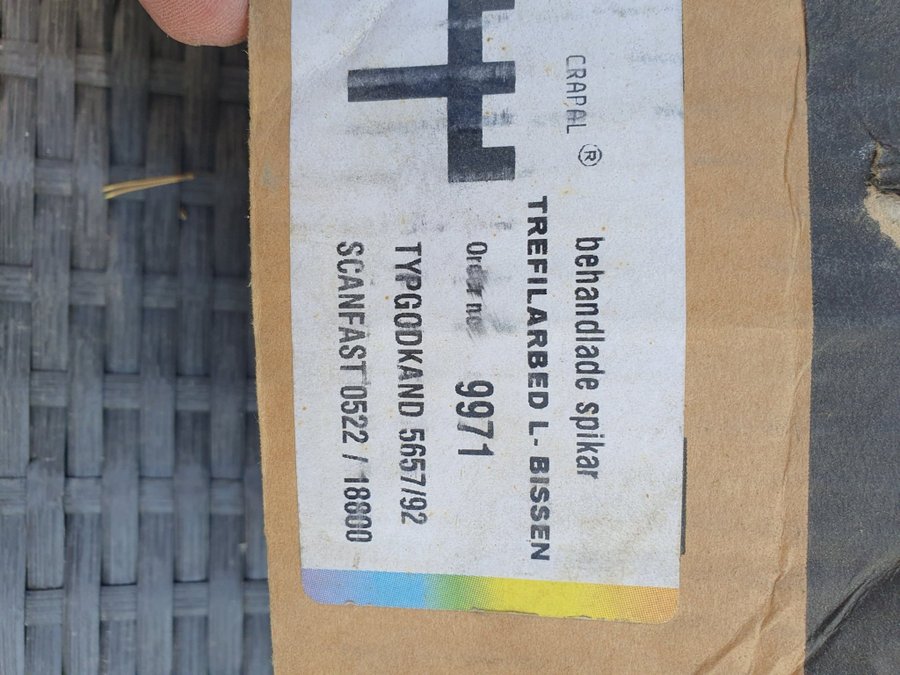 CRAPAL ®
behandlade spikar
TREFILARBED L- BISSEN
Order no 9971
TYPGODKAND 5657/92
SCANFAST 0522 / 18800